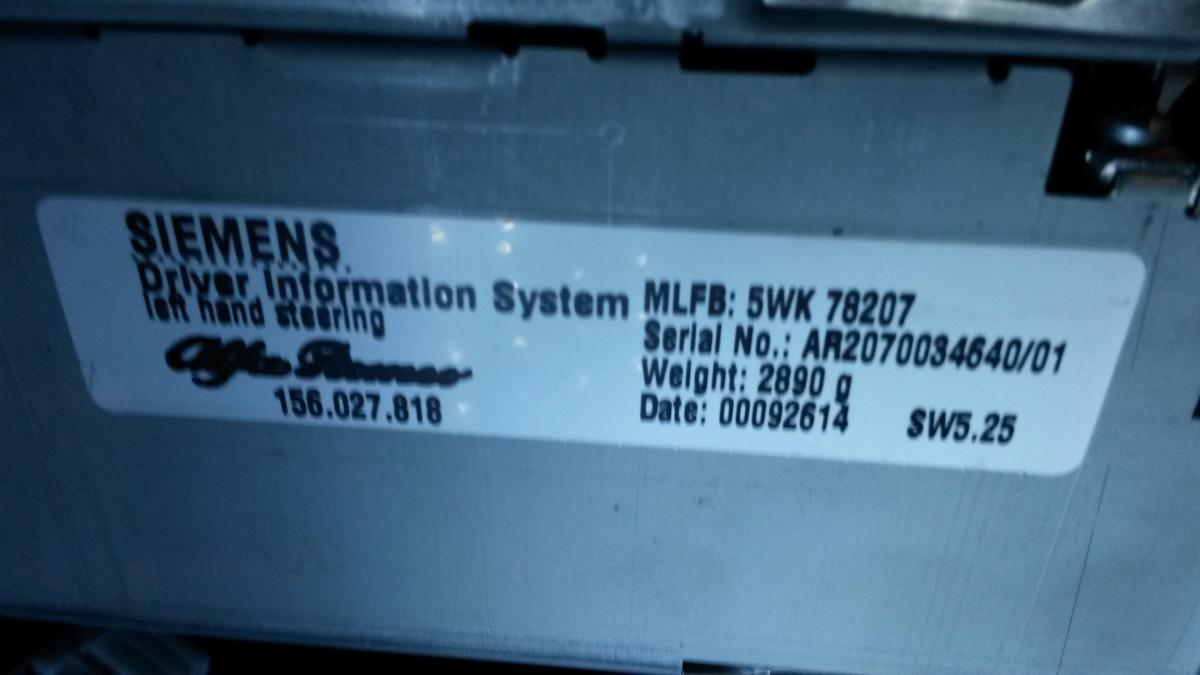 SIEMENS
Driver Information System
left hand steering
Alfa Romeo
156.027.818
MLFB: 5WK 78207
Serial No.: AR2070034640/01
Weight: 2890 g
Date: 00092614 SW5.25